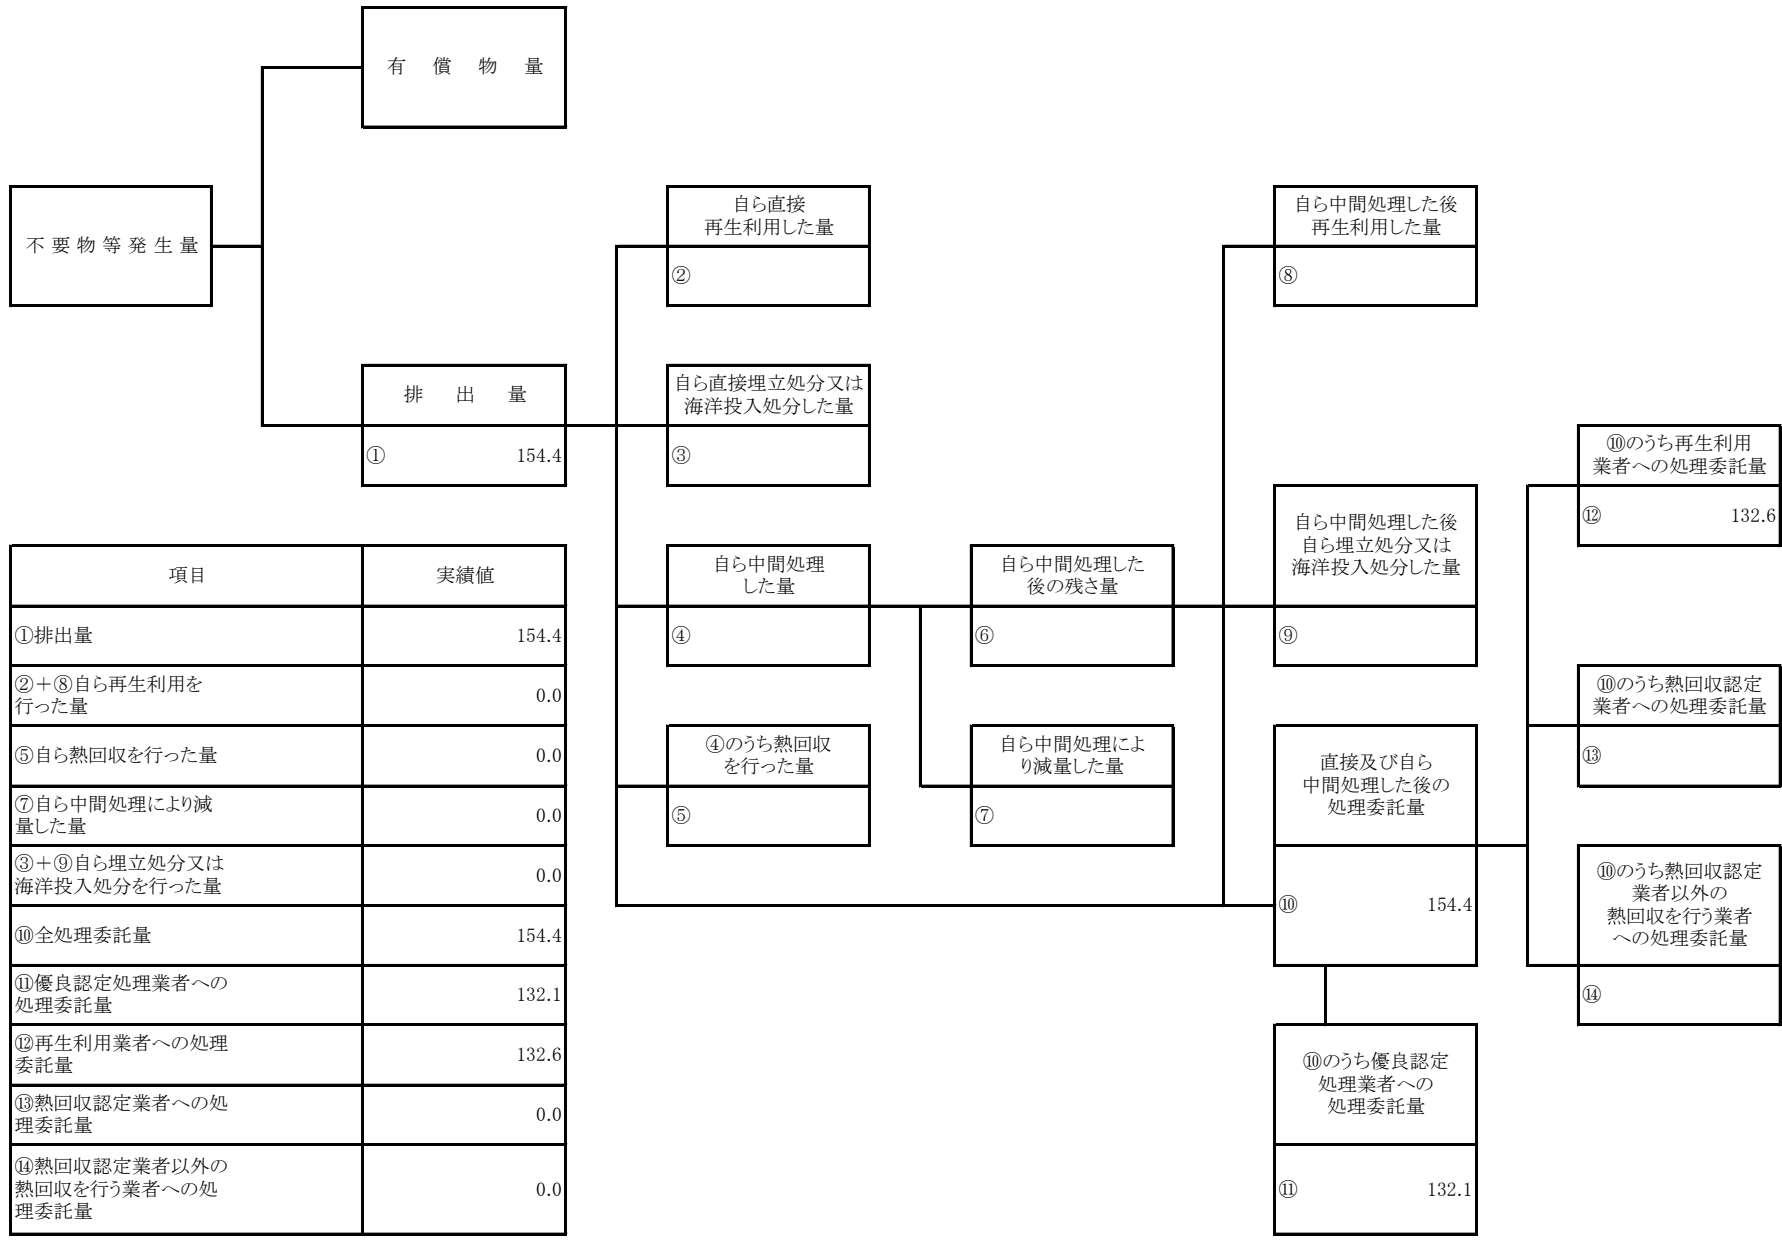 有償物量
不要物等発生量
排出量
① 154.4
自ら直接
再生利用した量
②
自ら直接埋立処分又は
海洋投入処分した量
③
自ら中間処理
した量
④
④のうち熱回収
を行った量
⑤
自ら中間処理した
後の残さ量
⑥
自ら中間処理によ
り減量した量
⑦
自ら中間処理した後
再生利用した量
⑧
自ら中間処理した後
自ら埋立処分又は
海洋投入処分した量
⑨
直接及び自ら
中間処理した後の
処理委託量
⑩ 154.4
⑩のうち優良認定
処理業者への
処理委託量
⑪ 132.1
⑩のうち再生利用
業者への処理委託量
⑫ 132.6
⑩のうち熱回収認定
業者への処理委託量
⑬
⑩のうち熱回収認定
業者以外の
熱回収を行う業者
への処理委託量
⑭
項目 実績値
①排出量 154.4
②＋⑧自ら再生利用を
行った量 0.0
⑤自ら熱回収を行った量 0.0
⑦自ら中間処理により減
量した量 0.0
③＋⑨自ら埋立処分又は
海洋投入処分を行った量 0.0
⑩全処理委託量 154.4
⑪優良認定処理業者への
処理委託量 132.1
⑫再生利用業者への処理
委託量 132.6
⑬熱回収認定業者への処
理委託量 0.0
⑭熱回収認定業者以外の
熱回収を行う業者への処
理委託量 0.0